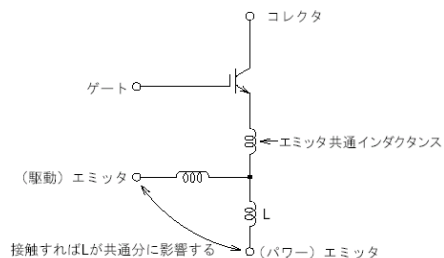 コレクタ
ゲート
エミッタ共通インダクタンス
（駆動）エミッタ
L
接触すればLが共通分に影響する
（パワー）エミッタ